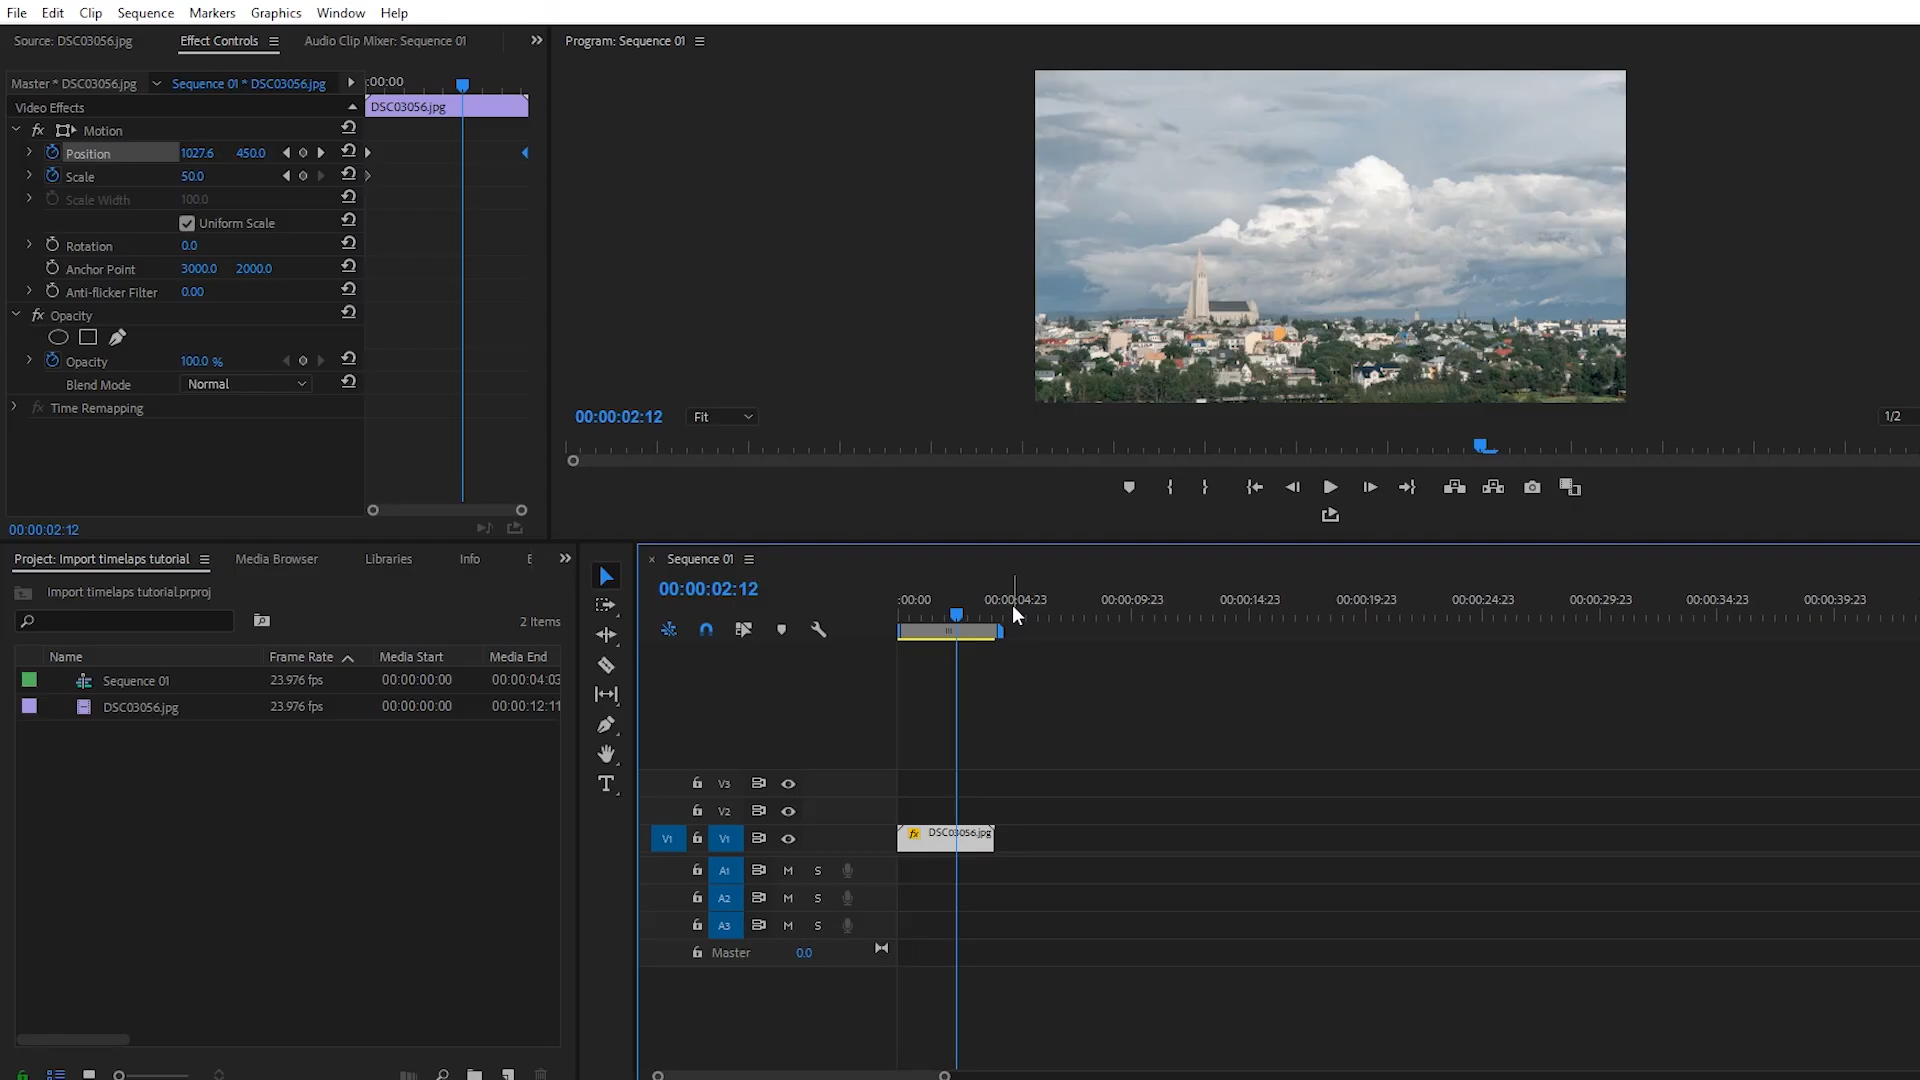 File Edit Clip Sequence Markers Graphics Window Help
Source: DSC03056.jpg Effect Controls Audio Clip Mixer: Sequence 01
Program: Sequence 01
Master * DSC03056.jpg Sequence 01 * DSC03056.jpg :00:00
Video Effects DSC03056.jpg
fx Motion
Position 1027.6 450.0
Scale 50.0
Scale Width 100.0
Uniform Scale
Rotation 0.0
Anchor Point 3000.0 2000.0
Anti-flicker Filter 0.00
fx Opacity
Opacity 100.0 %
Blend Mode Normal
fx Time Remapping
00:00:02:12 Fit 1/2
00:00:02:12
Project: Import timelaps tutorial Media Browser Libraries Info
Import timelaps tutorial.prproj
2 Items
Name Frame Rate Media Start Media End
Sequence 01 23.976 fps 00:00:00:00 00:00:04:03
DSC03056.jpg 23.976 fps 00:00:00:00 00:00:12:11
T
× Sequence 01
00:00:02:12
:00:00 00:00:04:23 00:00:09:23 00:00:14:23 00:00:19:23 00:00:24:23 00:00:29:23 00:00:34:23 00:00:39:23
V3
V2
V1 V1 fx DSC03056.jpg
A1 M S
A2 M S
A3 M S
Master 0.0